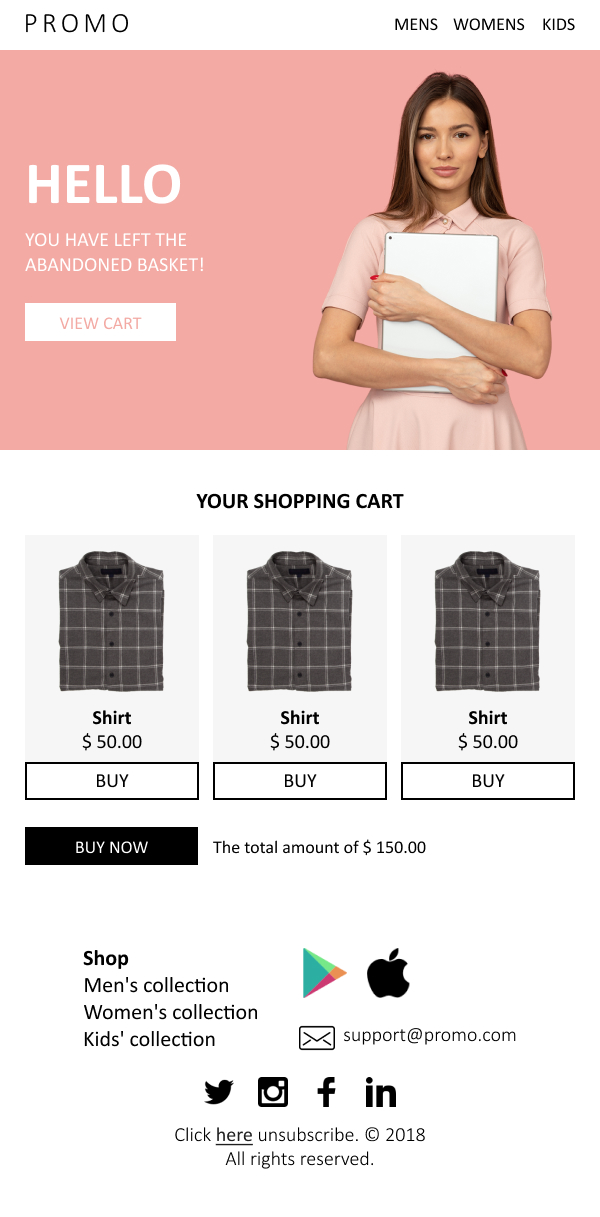 PROMO
MENS WOMENS KIDS
HELLO
YOU HAVE LEFT THE
ABANDONED BASKET!
VIEW CART
YOUR SHOPPING CART
Shirt Shirt Shirt
$ 50.00 $ 50.00 $ 50.00
BUY BUY BUY
BUY NOW The total amount of $ 150.00
Shop
Men's collection
Women's collection
Kids' collection
support@promo.com
Click here unsubscribe. © 2018
All rights reserved.